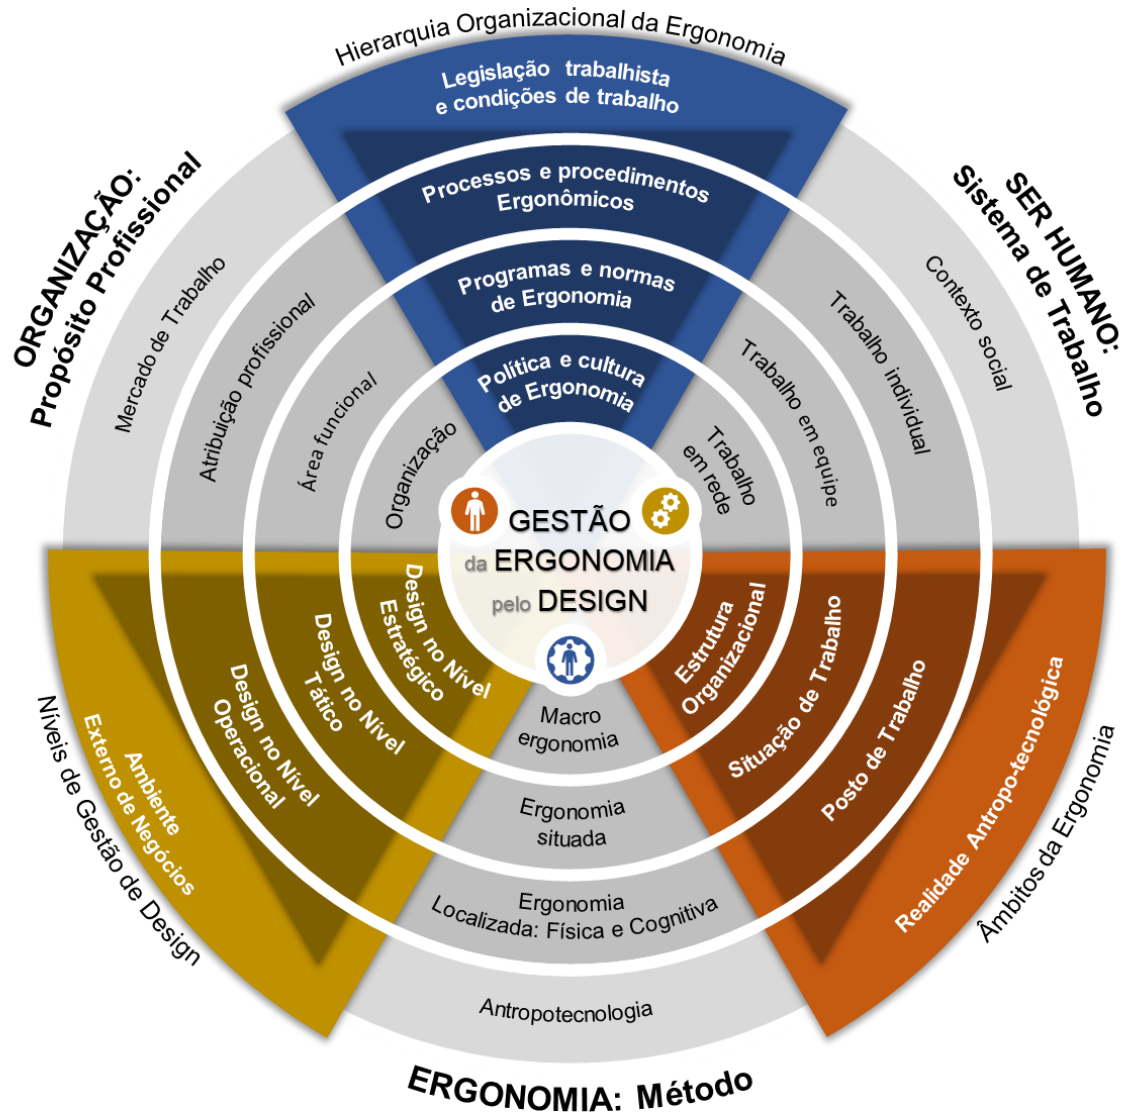 Hierarquia Organizacional da Ergonomia
Legislação trabalhista
e condições de trabalho
Processos e procedimentos
Ergonômicos
Programas e normas
de Ergonomia
Política e cultura
de Ergonomia
ORGANIZAÇÃO:
Propósito Profissional
Mercado de Trabalho
Atribuição profissional
Área funcional
Organização
SER HUMANO:
Sistema de Trabalho
Contexto social
Trabalho individual
Trabalho em equipe
Trabalho
em rede
GESTÃO
da ERGONOMIA
pelo DESIGN
Design no Nível
Estratégico
Design no Nível
Tático
Design no Nível
Operacional
Ambiente
Externo de Negócios
Níveis de Gestão de Design
Estrutura
Organizacional
Situação de Trabalho
Posto de Trabalho
Realidade Antropo-tecnológica
Âmbitos da Ergonomia
Macro
ergonomia
Ergonomia
situada
Ergonomia
Localizada: Física e Cognitiva
Antropotecnologia
ERGONOMIA: Método